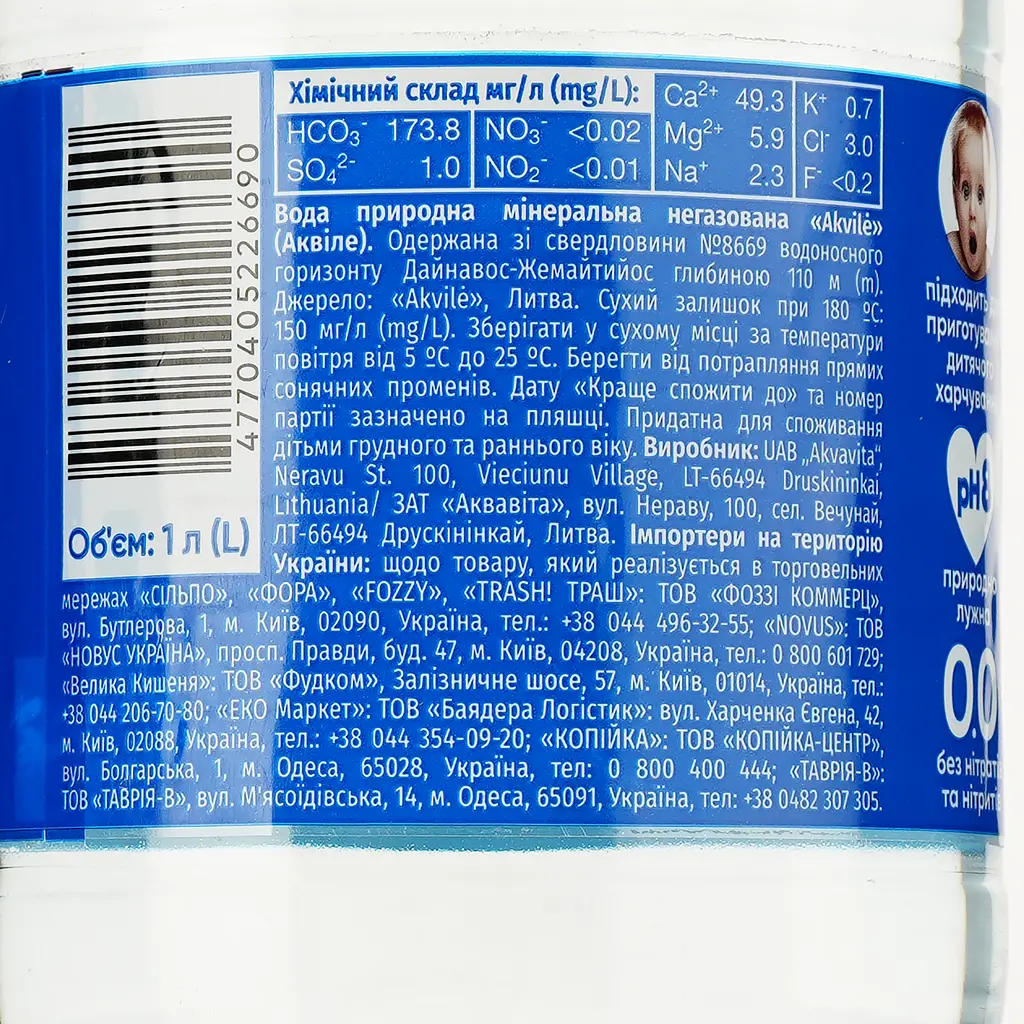 Хімічний склад мг/л (mg/L):
HCO₃⁻ 173.8 NO₃⁻ <0.02
SO₄²⁻ 1.0 NO₂⁻ <0.01
Ca²⁺ 49.3 K⁺ 0.7
Mg²⁺ 5.9 Cl⁻ 3.0
Na⁺ 2.3 F⁻ <0.2
4770440522 6690
Об'єм: 1 л (L)
Вода природна мінеральна негазована «Akvilė»
(Аквіле). Одержана зі свердловини №8669 водоносного
горизонту Дайнавос-Жемайтийос глибиною 110 м (m).
Джерело: «Akvilė», Литва. Сухий залишок при 180 ºС:
150 мг/л (mg/L). Зберігати у сухому місці за температури
повітря від 5 ºС до 25 ºС. Берегти від потрапляння прямих
сонячних променів. Дату «Краще спожити до» та номер
партії зазначено на пляшці. Придатна для споживання
дітьми грудного та раннього віку. Виробник: UAB „Akvavita“,
Neravu St. 100, Vieciunu Village, LT-66494 Druskininkai,
Lithuania/ ЗАТ «Аквавіта», вул. Нераву, 100, сел. Вечунай,
ЛТ-66494 Друскінінкай, Литва. Імпортери на територію
України: щодо товару, який реалізується в торговельних
мережах «СІЛЬПО», «ФОРА», «FOZZY», «TRASH! ТРАШ»: ТОВ «ФОЗЗІ КОММЕРЦ»,
вул. Бутлерова, 1, м. Київ, 02090, Україна, тел.: +38 044 496-32-55; «NOVUS»: ТОВ
«НОВУС УКРАЇНА», просп. Правди, буд. 47, м. Київ, 04208, Україна, тел.: 0 800 601 729;
«Велика Кишеня»: ТОВ «Фудком», Залізничне шосе, 57, м. Київ, 01014, Україна, тел.:
+38 044 206-70-80; «ЕКО Маркет»: ТОВ «Баядера Логістик»: вул. Харченка Євгена, 42,
м. Київ, 02088, Україна, тел.: +38 044 354-09-20; «КОПІЙКА»: ТОВ «КОПІЙКА-ЦЕНТР»,
вул. Болгарська, 1, м. Одеса, 65028, Україна, тел: 0 800 400 444; «ТАВРІЯ-В»:
ТОВ «ТАВРІЯ-В», вул. М'ясоїдівська, 14, м. Одеса, 65091, Україна, тел: +38 0482 307 305.
підходить
pH 8
0.0
без
та